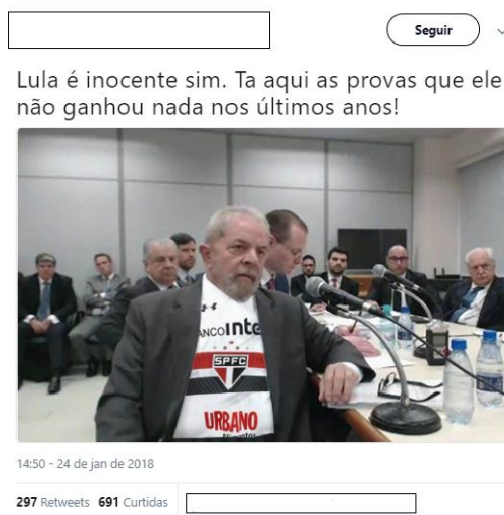 Seguir
Lula é inocente sim. Ta aqui as provas que ele
não ganhou nada nos últimos anos!
ANCOInte
SPFC
URBANO
14:50 - 24 de jan de 2018
297 Retweets 691 Curtidas